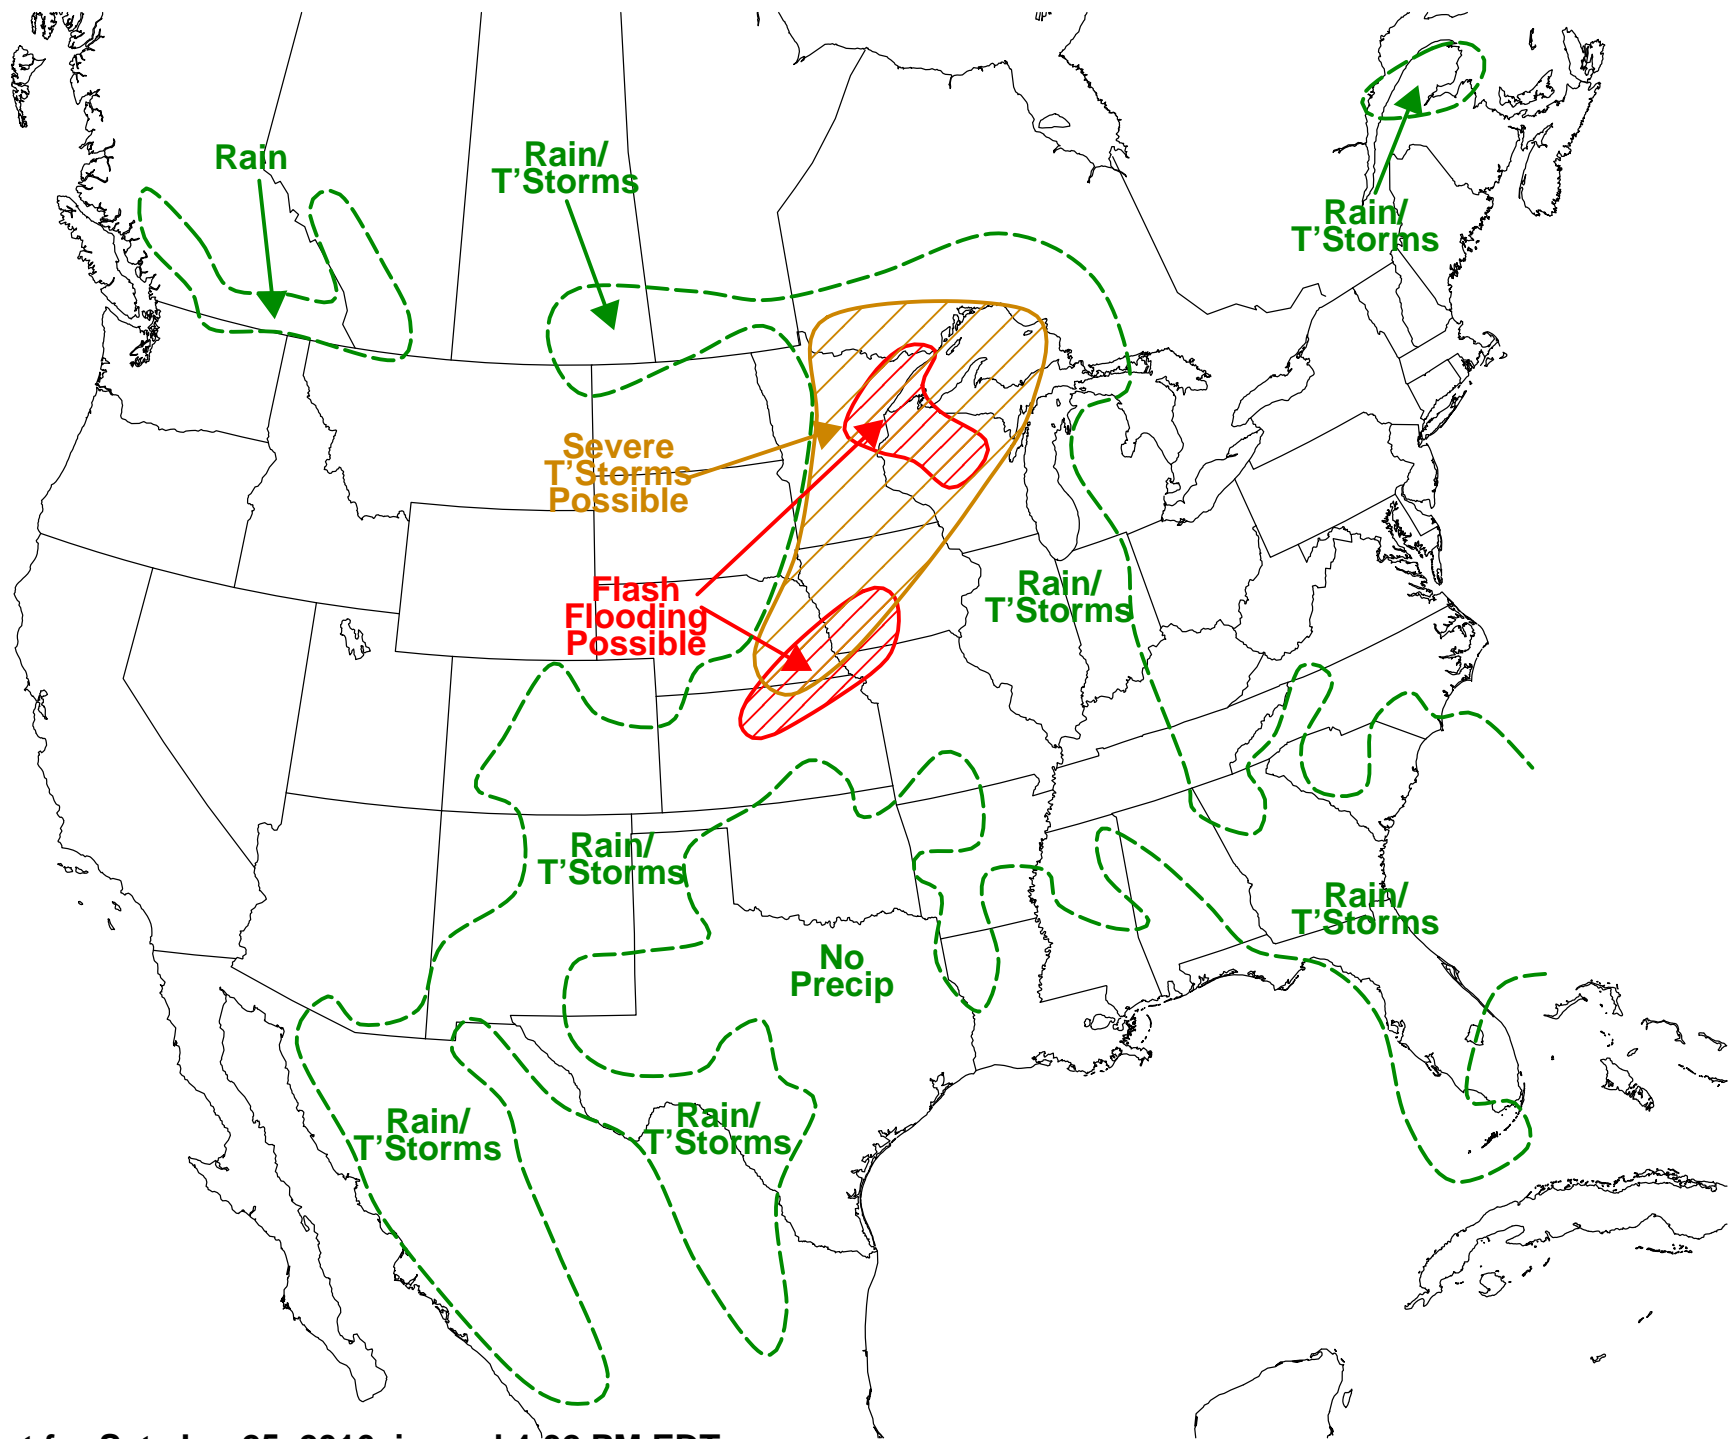 Rain
Rain/
T'Storms
Rain/
T'Storms
Severe
T'Storms
Possible
Flash
Flooding
Possible
Rain/
T'Storms
Rain/
T'Storms
Rain/
T'Storms
No
Precip
Rain/
T'Storms
Rain/
T'Storms